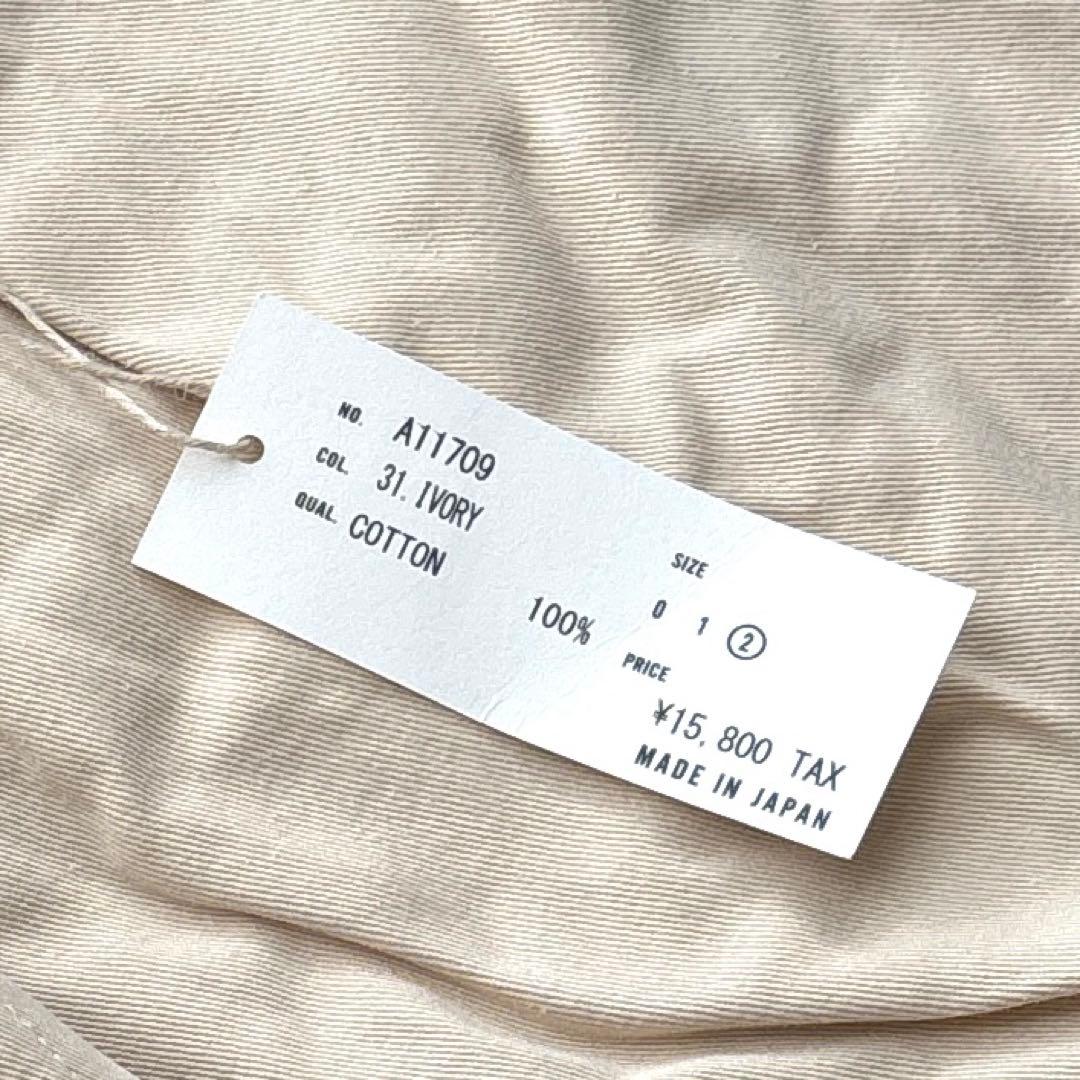 NO. A11709
COL. 31. IVORY
QUAL. COTTON
100%
SIZE
0 1 ②
PRICE
¥15,800 TAX
MADE IN JAPAN